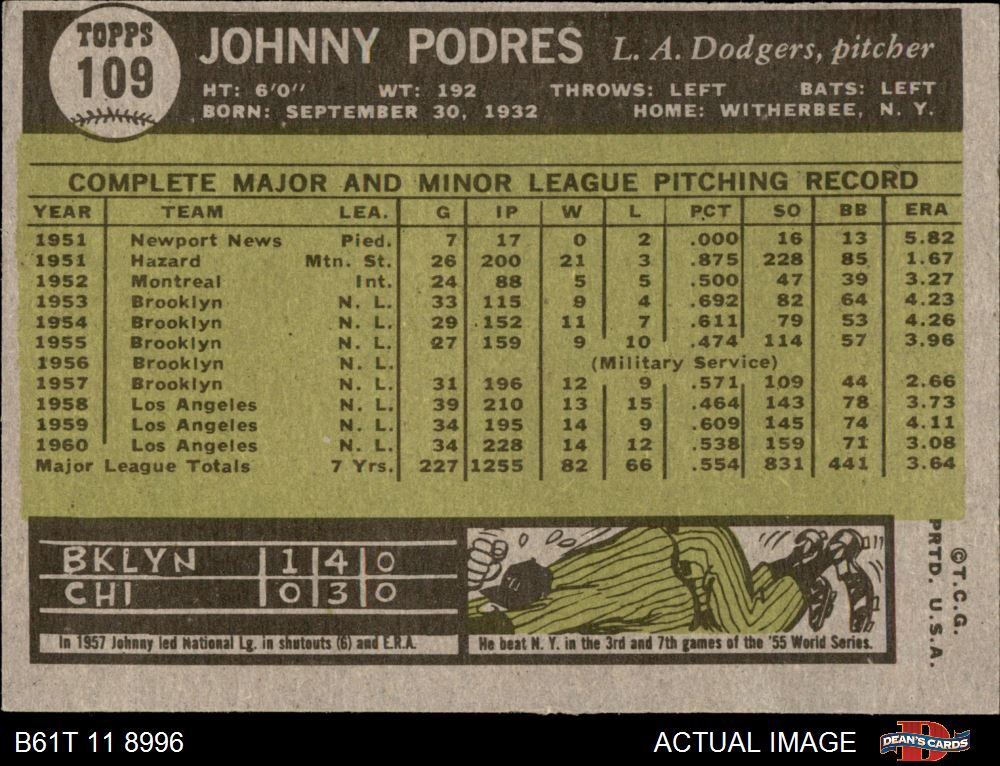 TOPPS
109
JOHNNY PODRES L. A. Dodgers, pitcher
HT: 6'0'' WT: 192 THROWS: LEFT BATS: LEFT
BORN: SEPTEMBER 30, 1932 HOME: WITHERBEE, N. Y.
COMPLETE MAJOR AND MINOR LEAGUE PITCHING RECORD
YEAR TEAM LEA. G IP W L PCT SO BB ERA
1951 Newport News Pied. 7 17 0 2 .000 16 13 5.82
1951 Hazard Mtn. St. 26 200 21 3 .875 228 85 1.67
1952 Montreal Int. 24 88 5 5 .500 47 39 3.27
1953 Brooklyn N. L. 33 115 9 4 .692 82 64 4.23
1954 Brooklyn N. L. 29 152 11 7 .611 79 53 4.26
1955 Brooklyn N. L. 27 159 9 10 .474 114 57 3.96
1956 Brooklyn N. L. (Military Service)
1957 Brooklyn N. L. 31 196 12 9 .571 109 44 2.66
1958 Los Angeles N. L. 39 210 13 15 .464 143 78 3.73
1959 Los Angeles N. L. 34 195 14 9 .609 145 74 4.11
1960 Los Angeles N. L. 34 228 14 12 .538 159 71 3.08
Major League Totals 7 Yrs. 227 1255 82 66 .554 831 441 3.64
BKLYN 1 4 0
CHI 0 3 0
In 1957 Johnny led National Lg. in shutouts (6) and E.R.A.
He beat N. Y. in the 3rd and 7th games of the '55 World Series.
©T.C.G.
PRTD. U.S.A.
B61T 11 8996
ACTUAL IMAGE
DEAN'S CARDS